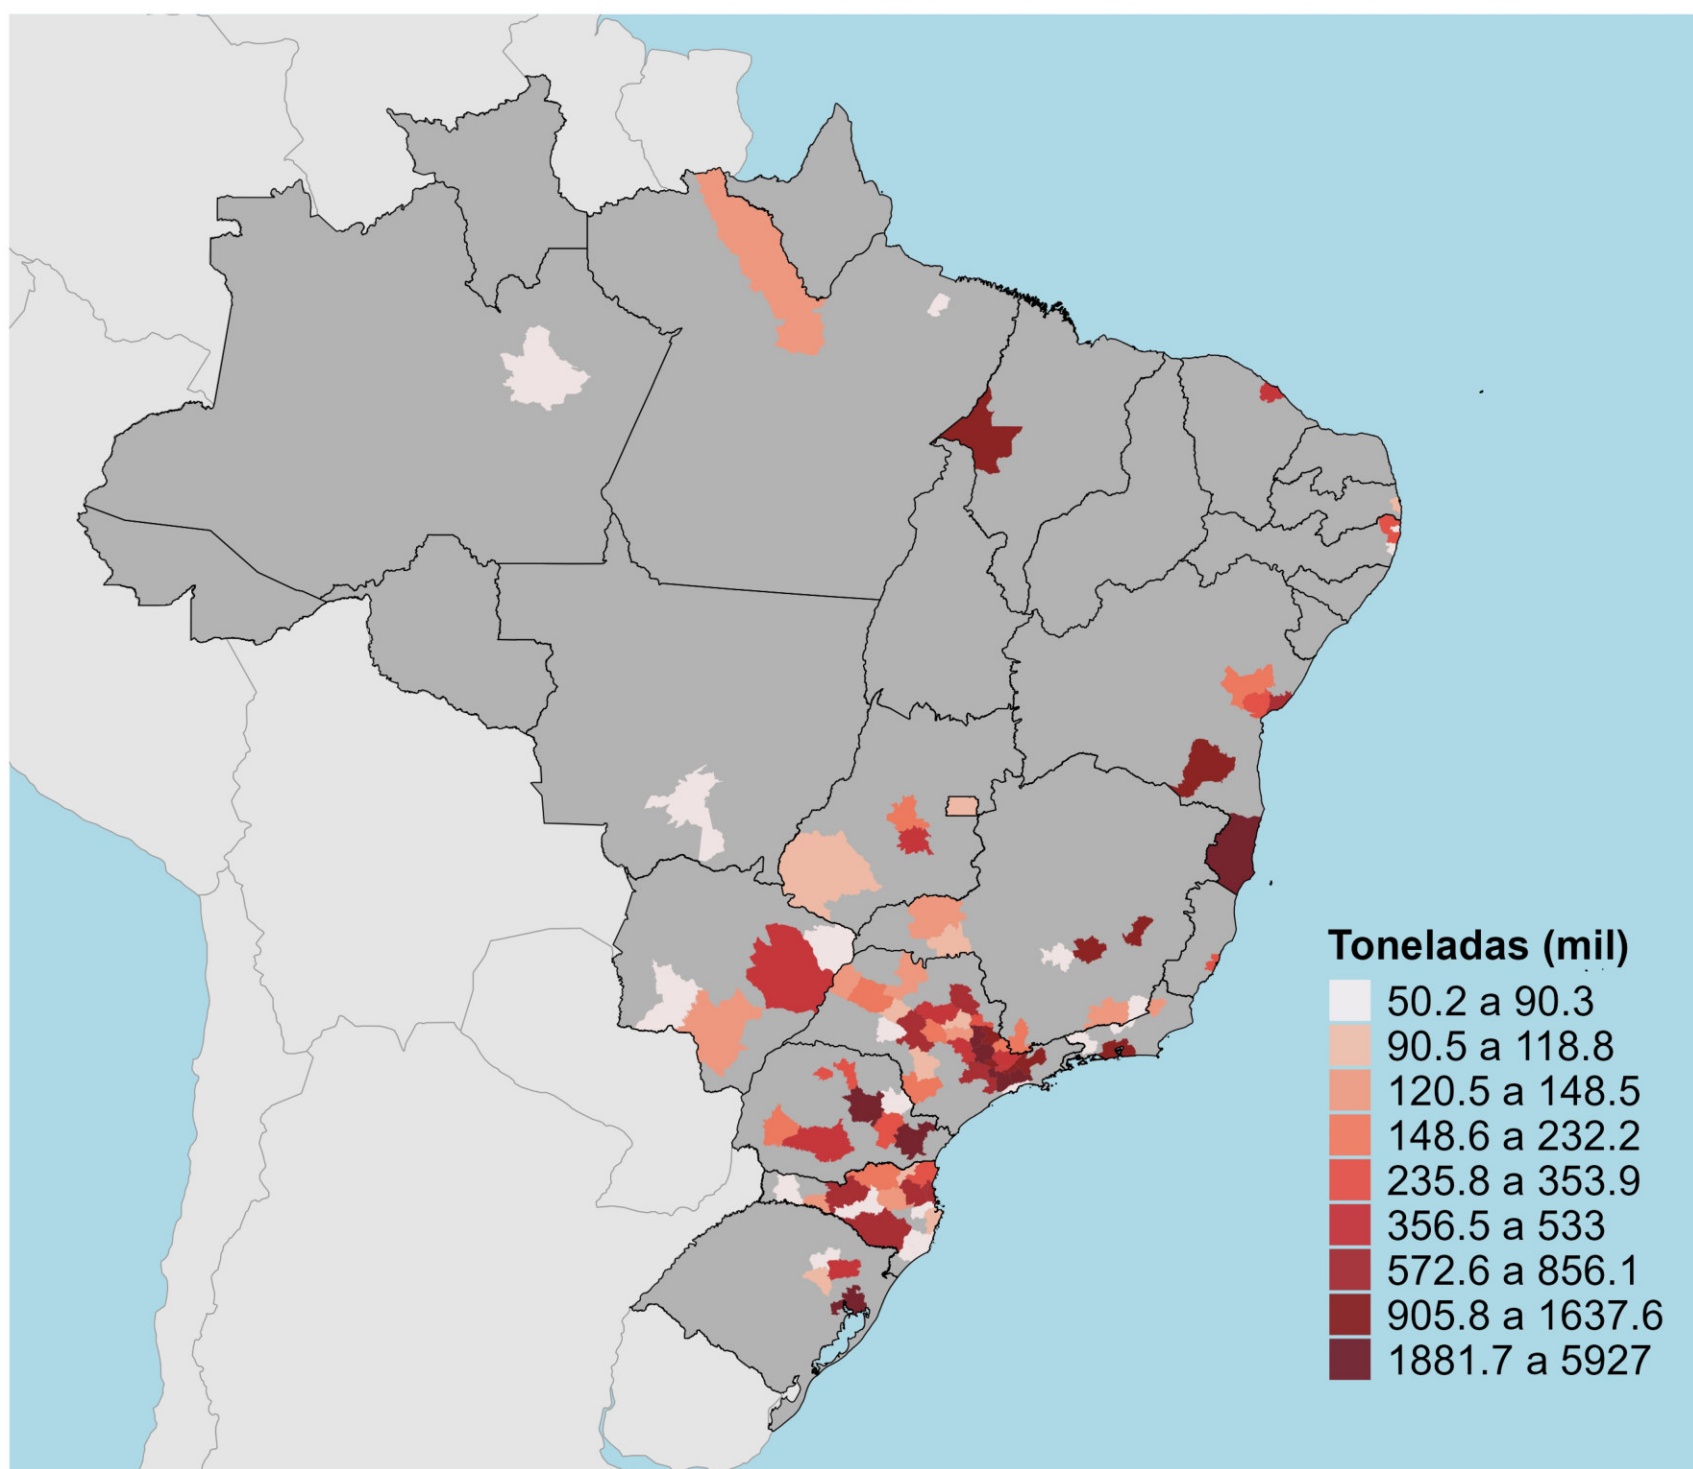 Toneladas (mil)
50.2 a 90.3
90.5 a 118.8
120.5 a 148.5
148.6 a 232.2
235.8 a 353.9
356.5 a 533
572.6 a 856.1
905.8 a 1637.6
1881.7 a 5927